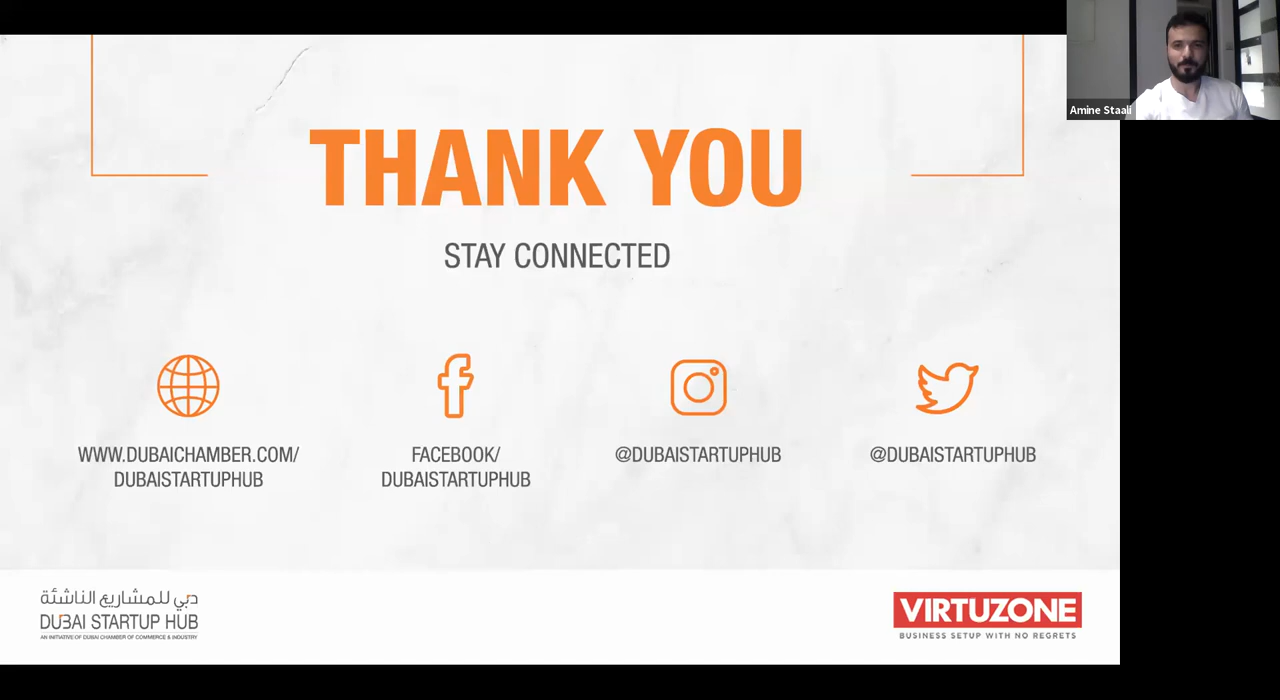 Amine Staali
THANK YOU
STAY CONNECTED
WWW.DUBAICHAMBER.COM/
DUBAISTARTUPHUB
FACEBOOK/
DUBAISTARTUPHUB
@DUBAISTARTUPHUB
@DUBAISTARTUPHUB
دبي للمشاريع الناشئة
DUBAI STARTUP HUB
AN INITIATIVE OF DUBAI CHAMBER OF COMMERCE & INDUSTRY
VIRTUZONE
BUSINESS SETUP WITH NO REGRETS